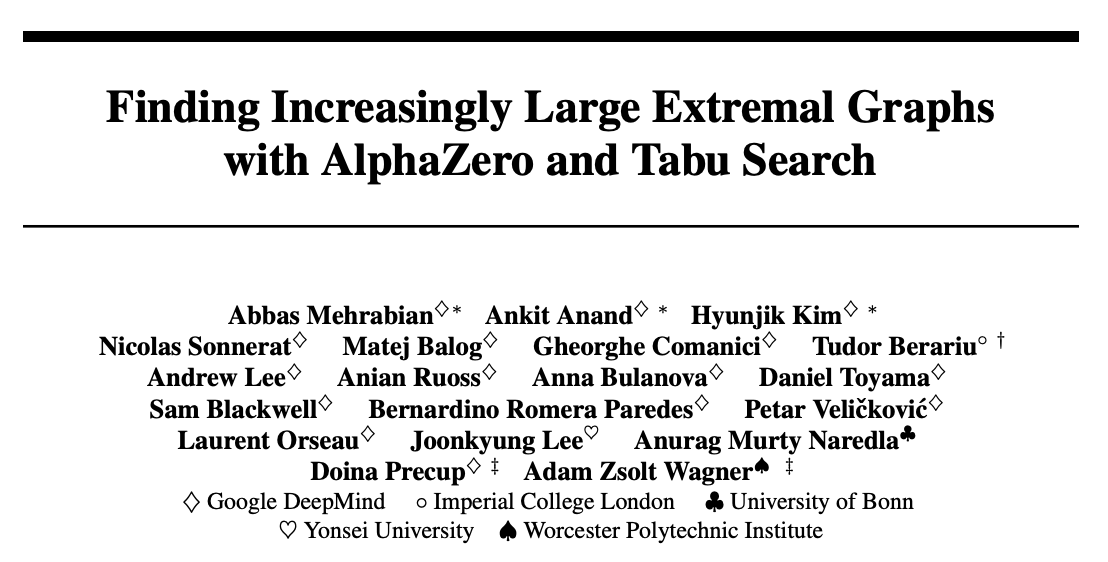 Finding Increasingly Large Extremal Graphs
with AlphaZero and Tabu Search
Abbas Mehrabian♢* Ankit Anand♢ * Hyunjik Kim♢ *
Nicolas Sonnerat♢ Matej Balog♢ Gheorghe Comanici♢ Tudor Berariu○ †
Andrew Lee♢ Anian Ruoss♢ Anna Bulanova♢ Daniel Toyama♢
Sam Blackwell♢ Bernardino Romera Paredes♢ Petar Veličković♢
Laurent Orseau♢ Joonkyung Lee♡ Anurag Murty Naredla♣
Doina Precup♢ ‡ Adam Zsolt Wagner♠ ‡
♢ Google DeepMind ○ Imperial College London ♣ University of Bonn
♡ Yonsei University ♠ Worcester Polytechnic Institute